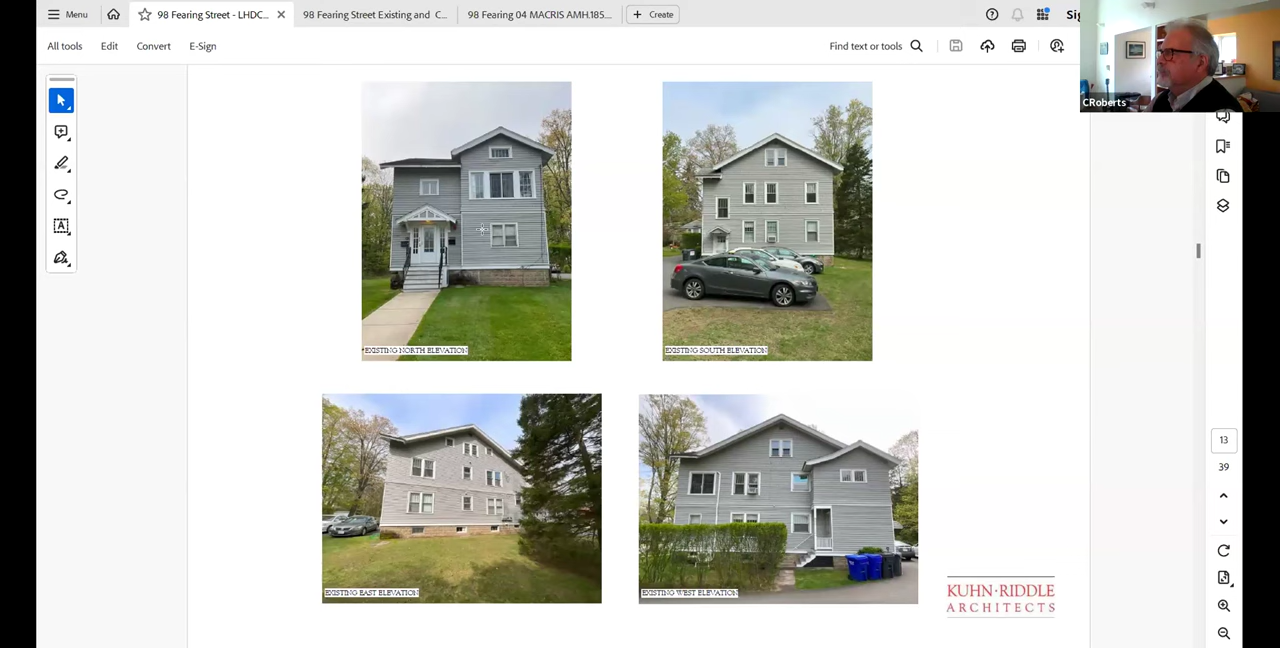 Menu
98 Fearing Street - LHDC...
98 Fearing Street Existing and C...
98 Fearing 04 MACRIS AMH.185...
Create
All tools
Edit
Convert
E-Sign
Find text or tools
CRoberts
EXISTING NORTH ELEVATION
EXISTING SOUTH ELEVATION
EXISTING EAST ELEVATION
EXISTING WEST ELEVATION
KUHN·RIDDLE
ARCHITECTS
13
39